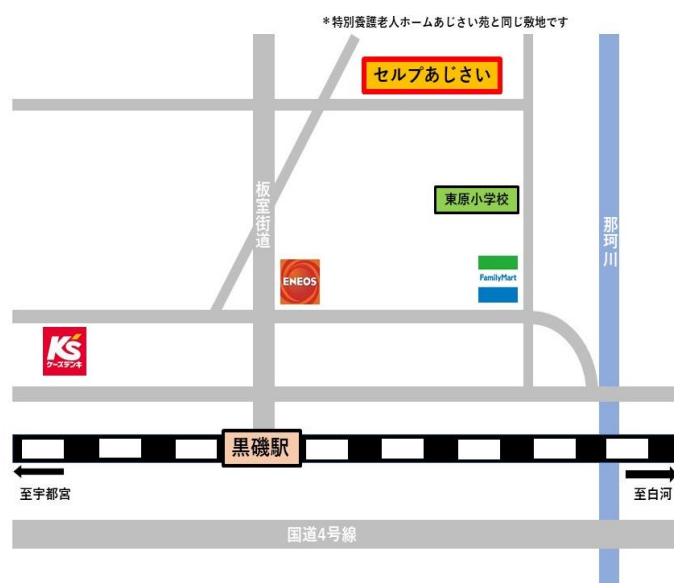 ＊特別養護老人ホームあじさい苑と同じ敷地です
セルプあじさい
板室街道
東原小学校
那珂川
ENEOS
FamilyMart
K's
ケーズデンキ
黒磯駅
至宇都宮
至白河
国道4号線